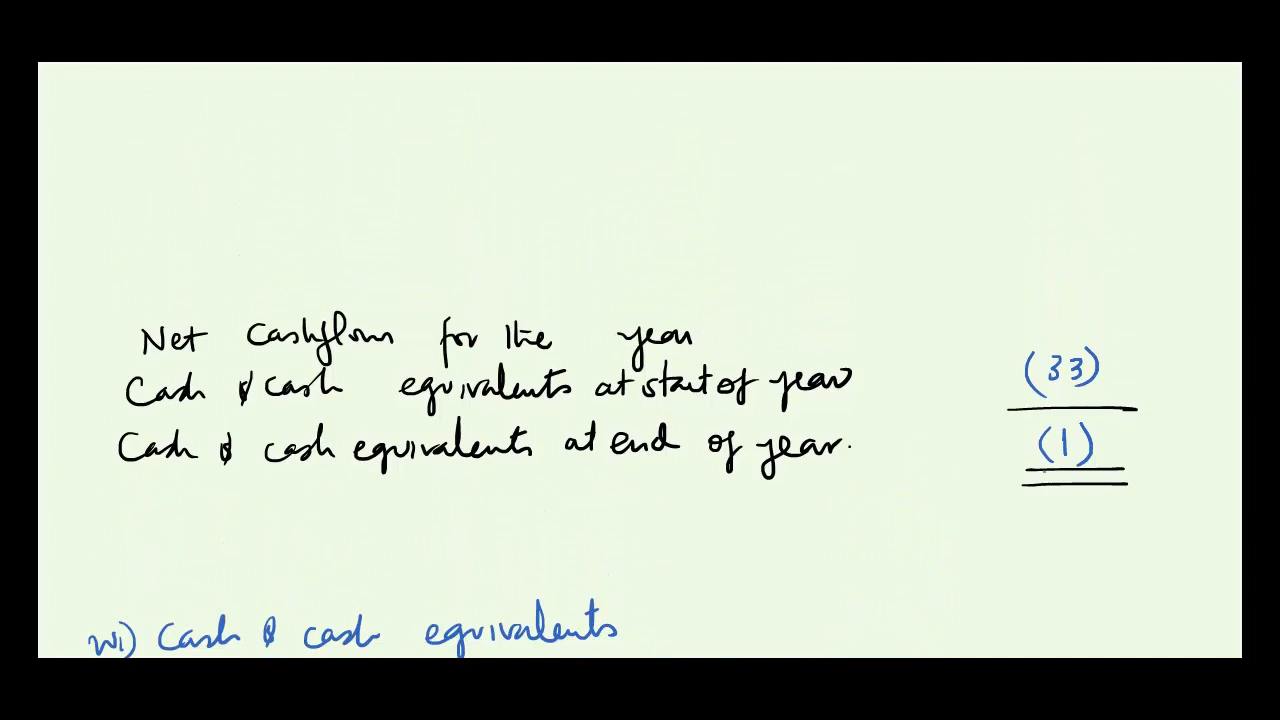 Net cashflow for the year
Cash & cash equivalents at start of year (33)
Cash & cash equivalents at end of year. (1)
W1) Cash & cash equivalents